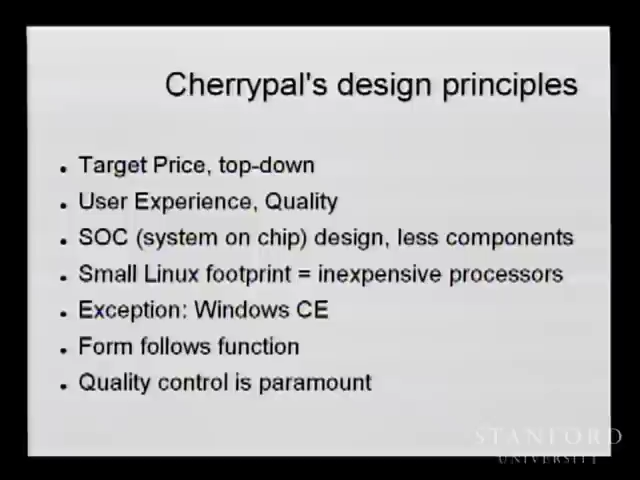 Cherrypal's design principles
• Target Price, top-down
• User Experience, Quality
• SOC (system on chip) design, less components
• Small Linux footprint = inexpensive processors
• Exception: Windows CE
• Form follows function
• Quality control is paramount
STANFORD
UNIVERSITY